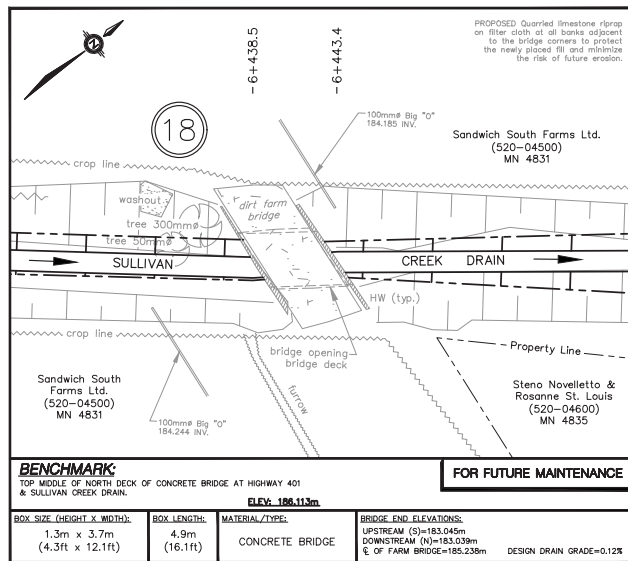 PROPOSED Quarried limestone riprap
on filter cloth at all banks adjacent
to the bridge corners to protect
the newly placed fill and minimize
the risk of future erosion.
N
-6+438.5
-6+443.4
18
100mmø Big "O"
184.185 INV.
Sandwich South Farms Ltd.
(520-04500)
MN 4831
crop line
washout
tree 300mmø
tree 50mmø
dirt farm
bridge
SULLIVAN
CREEK DRAIN
HW (typ.)
crop line
bridge opening
bridge deck
Property Line
Sandwich South
Farms Ltd.
(520-04500)
MN 4831
100mmø Big "O"
184.244 INV.
furrow
Steno Novelletto &
Rosanne St. Louis
(520-04600)
MN 4835
BENCHMARK:
TOP MIDDLE OF NORTH DECK OF CONCRETE BRIDGE AT HIGHWAY 401
& SULLIVAN CREEK DRAIN.
ELEV: 186.113m
FOR FUTURE MAINTENANCE
BOX SIZE (HEIGHT X WIDTH):
1.3m x 3.7m
(4.3ft x 12.1ft)
BOX LENGTH:
4.9m
(16.1ft)
MATERIAL/TYPE:
CONCRETE BRIDGE
BRIDGE END ELEVATIONS:
UPSTREAM (S)=183.045m
DOWNSTREAM (N)=183.039m
℄ OF FARM BRIDGE=185.238m DESIGN DRAIN GRADE=0.12%